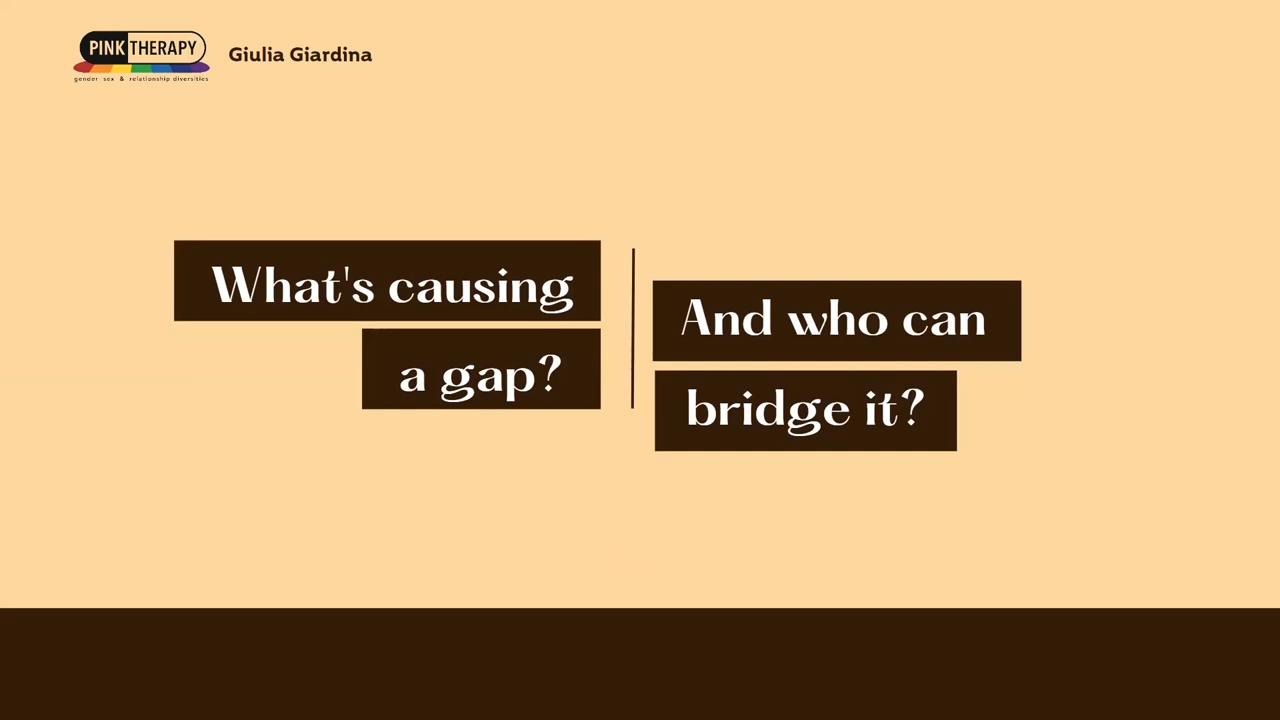 PINK THERAPY
gender sex & relationship diversities
Giulia Giardina
What's causing
a gap?
And who can
bridge it?